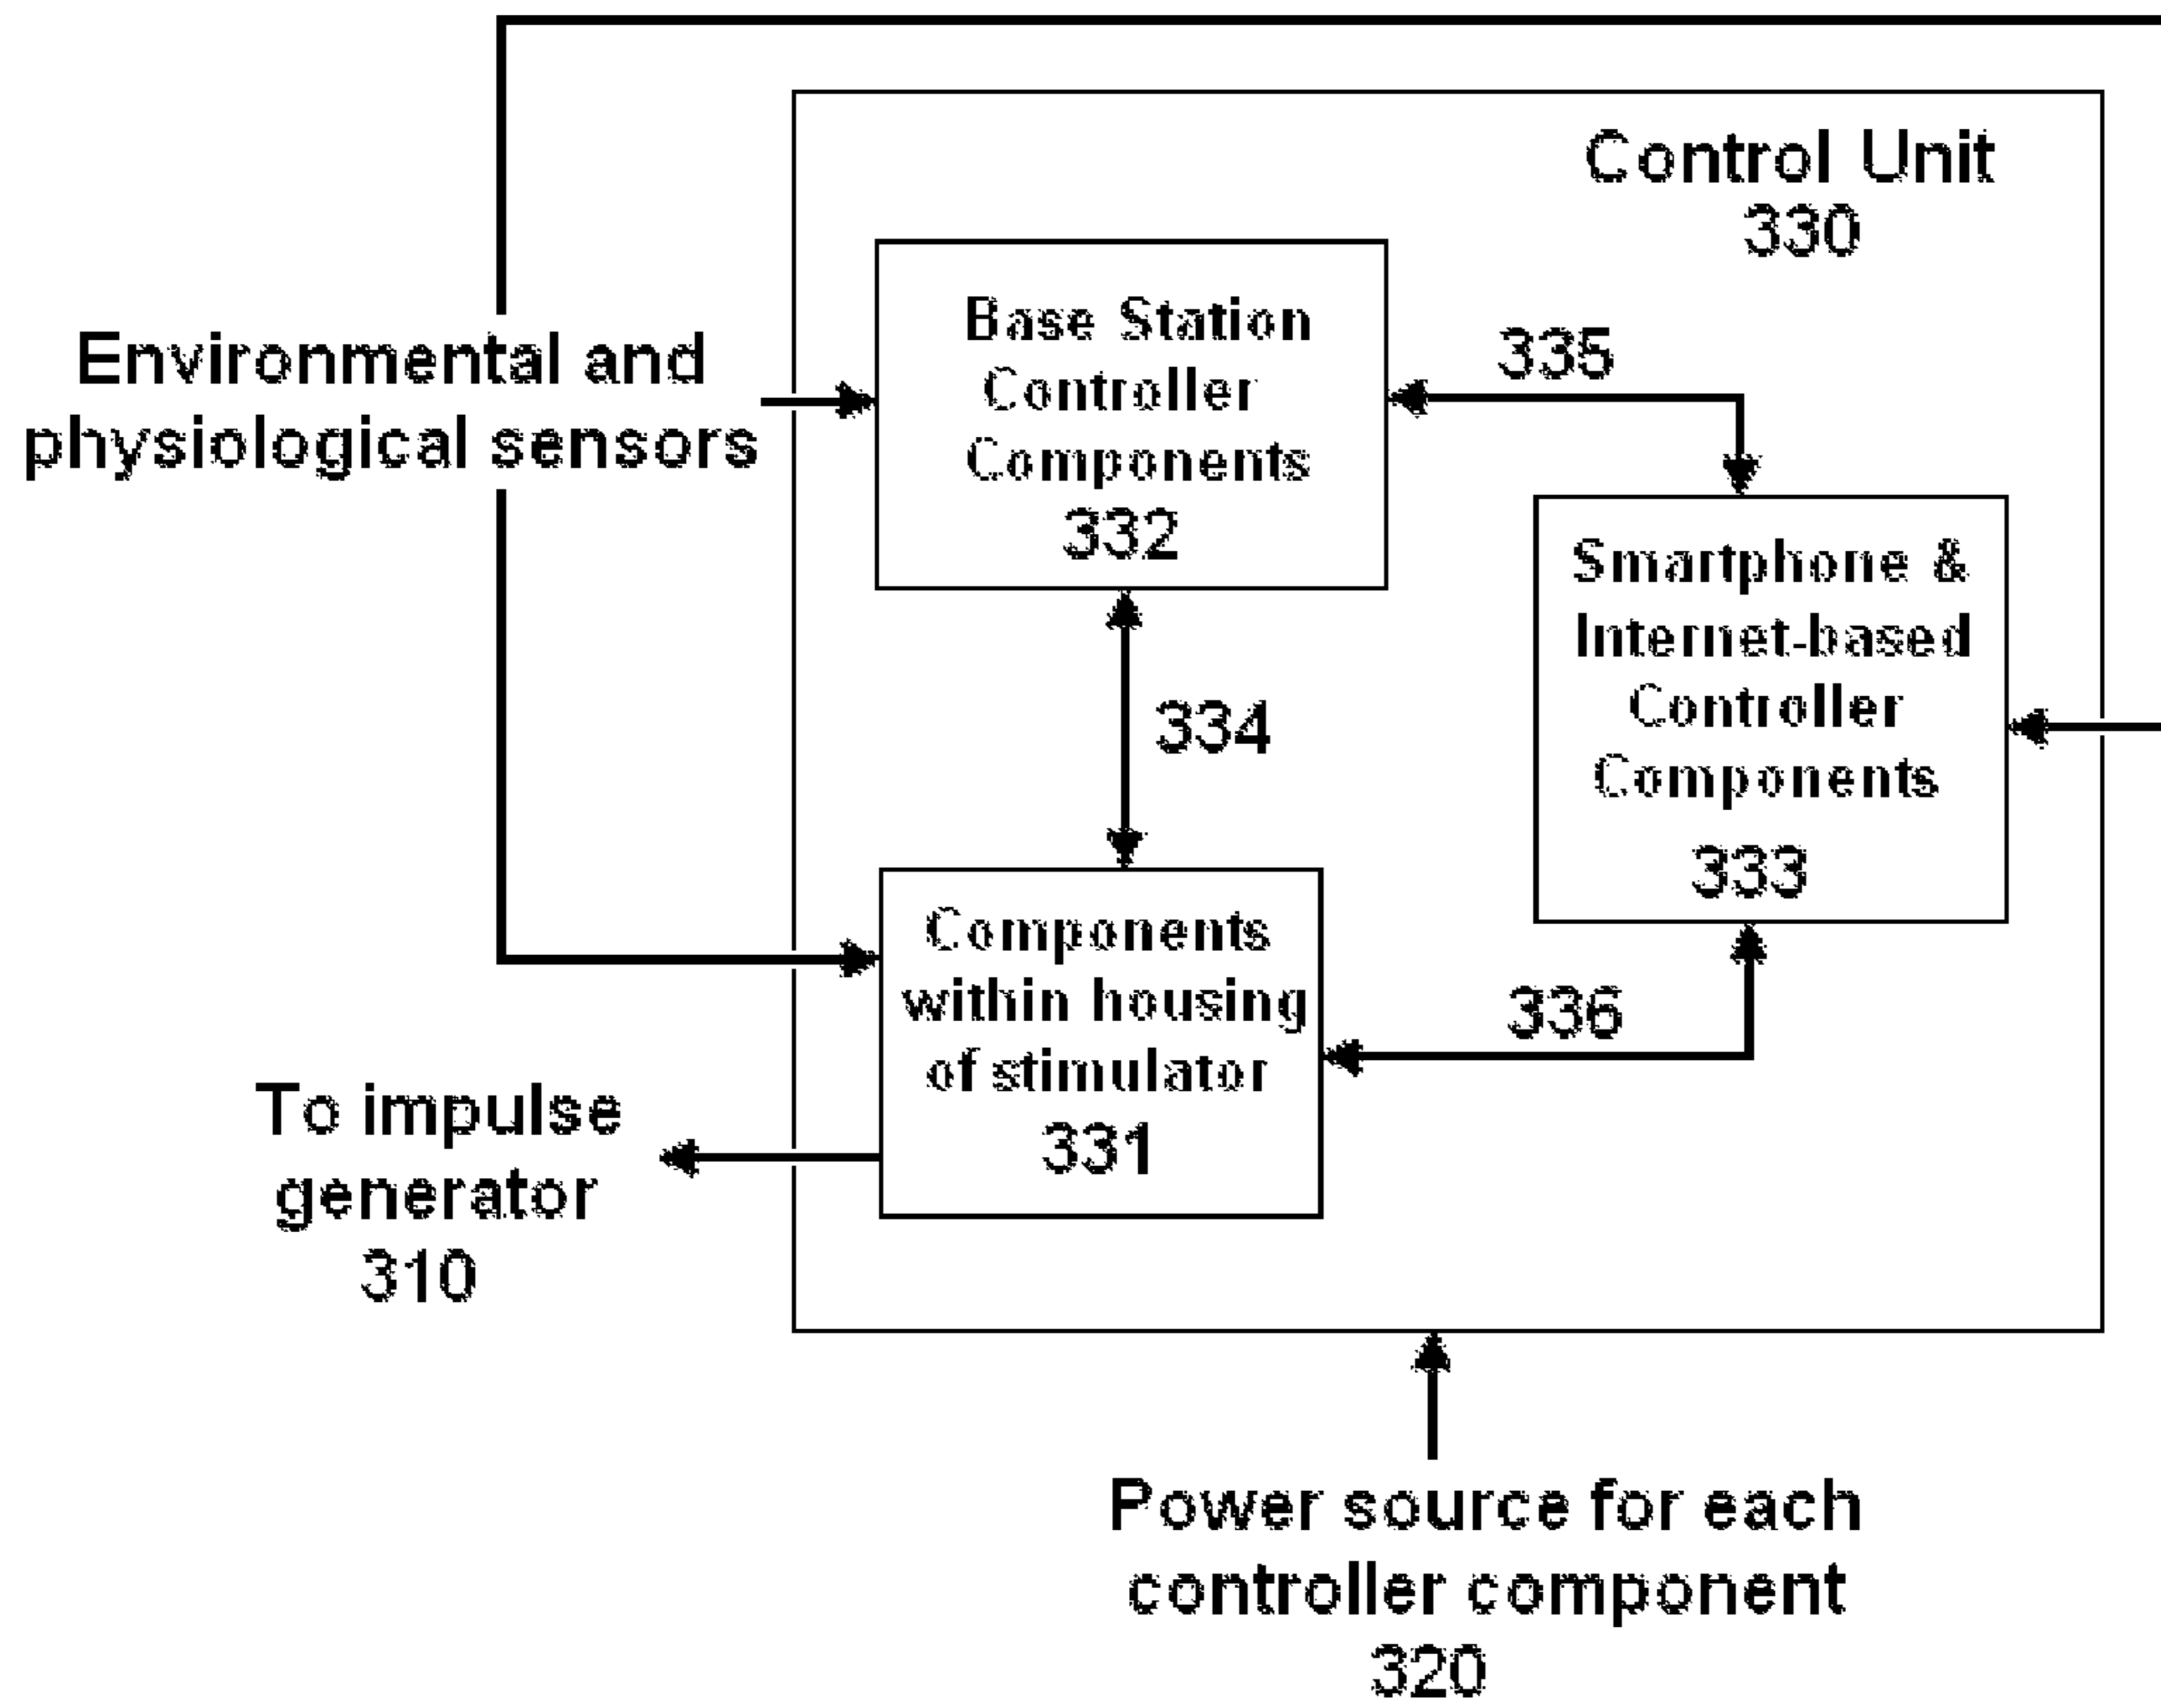 Control Unit
330
Environmental and
physiological sensors
Base Station
Controller
Components
332
335
Smartphone &
Internet-based
Controller
Components
333
334
Components
within housing
of stimulator
331
336
To impulse
generator
310
Power source for each
controller component
320